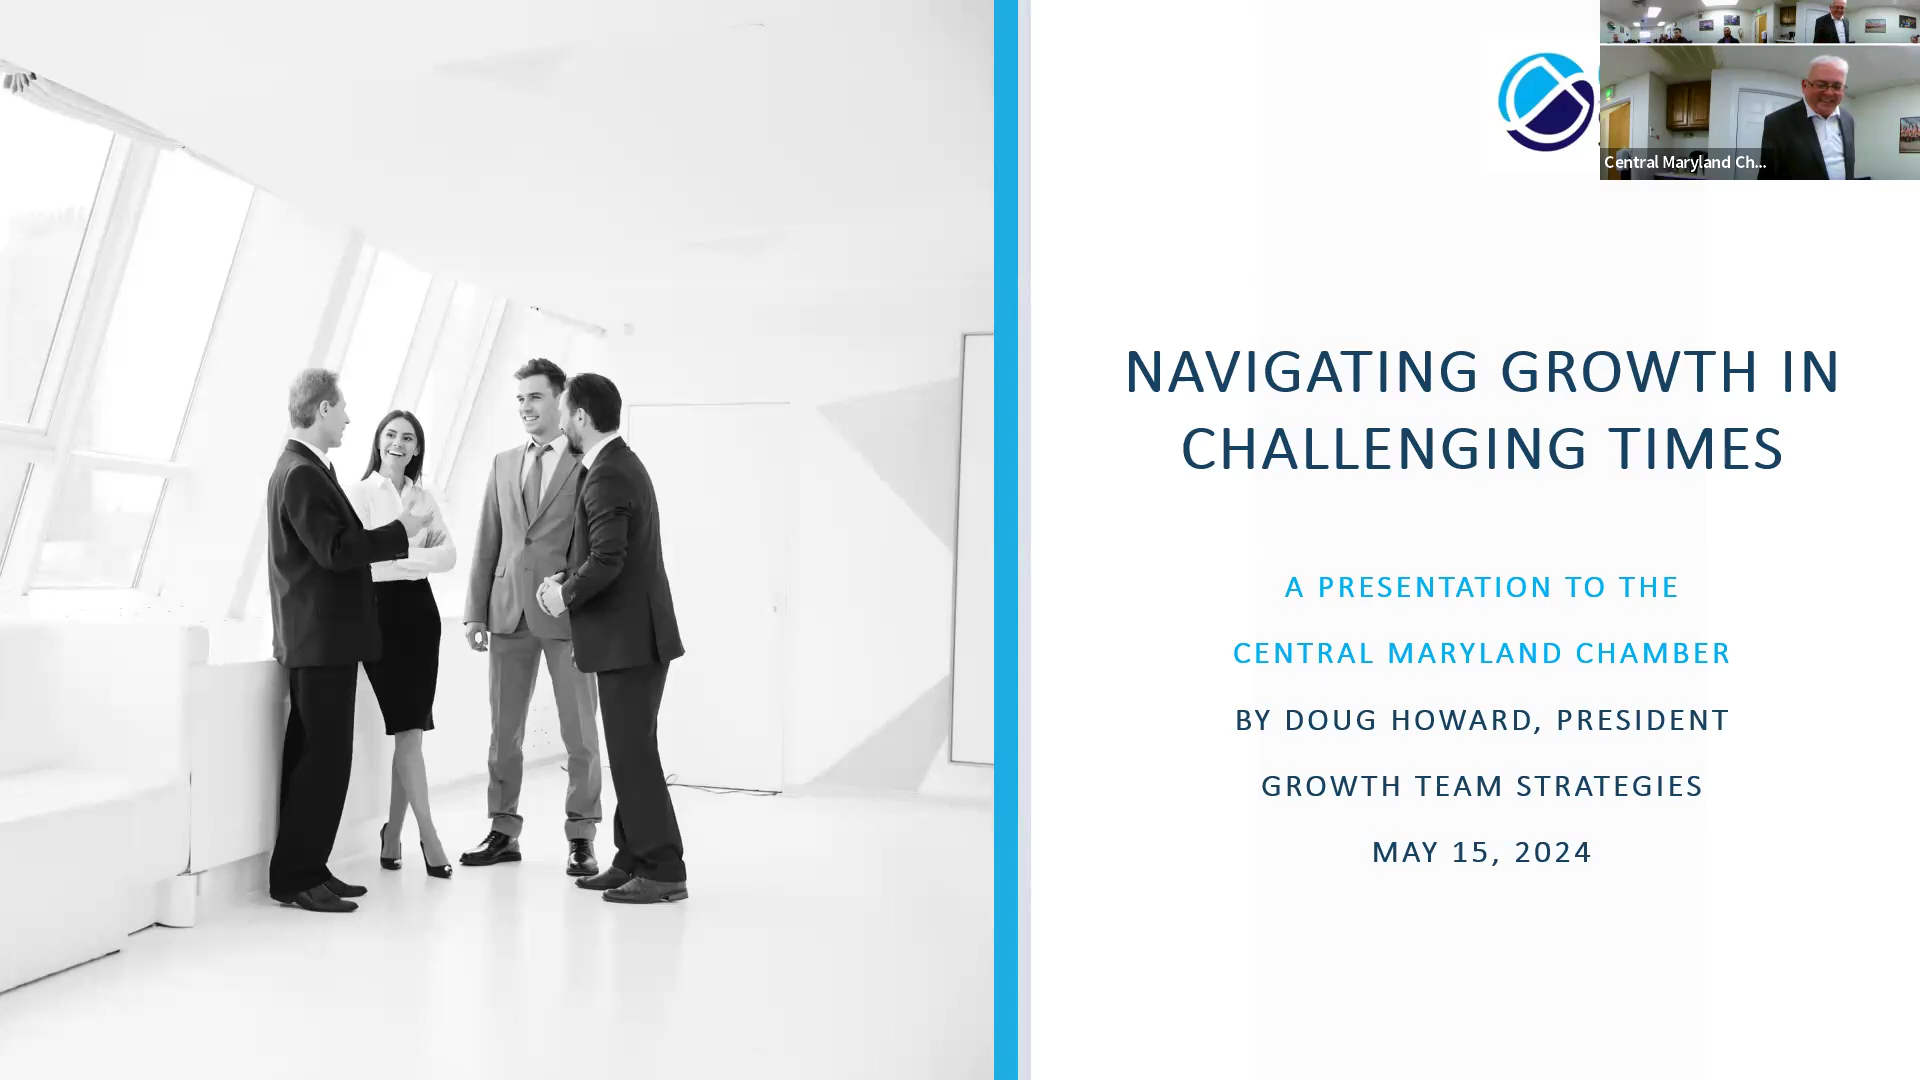 Central Maryland Ch...
NAVIGATING GROWTH IN
CHALLENGING TIMES
A PRESENTATION TO THE
CENTRAL MARYLAND CHAMBER
BY DOUG HOWARD, PRESIDENT
GROWTH TEAM STRATEGIES
MAY 15, 2024